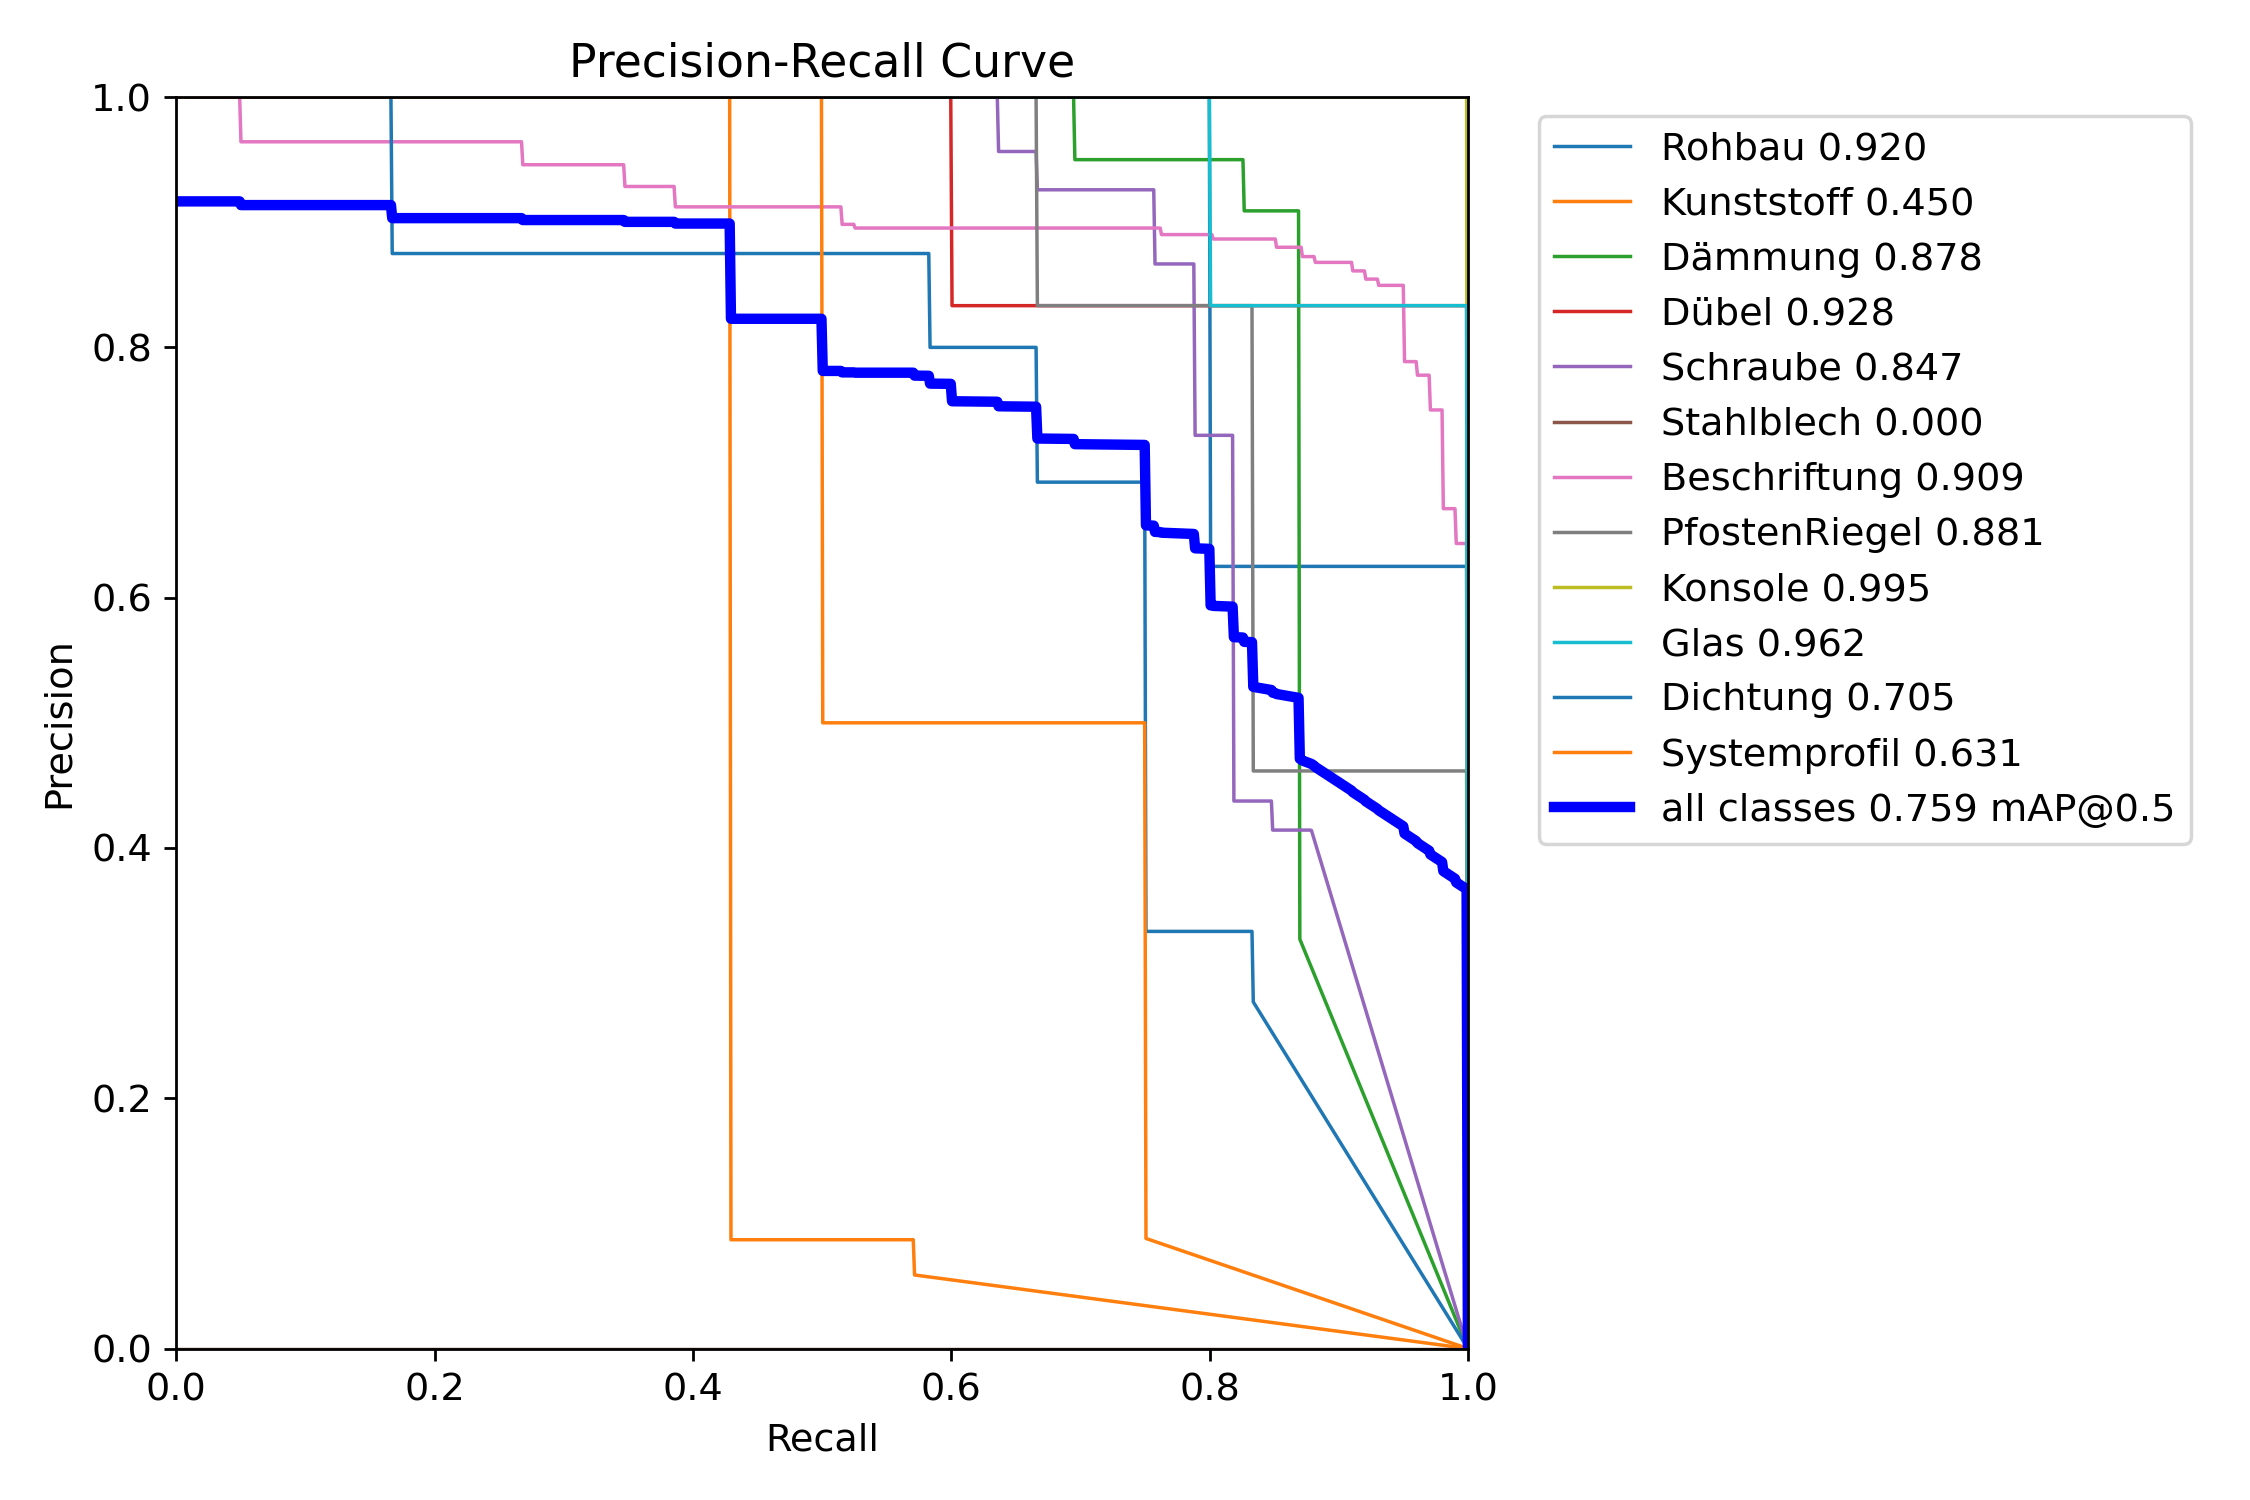 Precision-Recall Curve
1.0
0.8
0.6
0.4
0.2
0.0
Precision
0.0 0.2 0.4 0.6 0.8 1.0
Recall
Rohbau 0.920
Kunststoff 0.450
Dämmung 0.878
Dübel 0.928
Schraube 0.847
Stahlblech 0.000
Beschriftung 0.909
PfostenRiegel 0.881
Konsole 0.995
Glas 0.962
Dichtung 0.705
Systemprofil 0.631
all classes 0.759 mAP@0.5